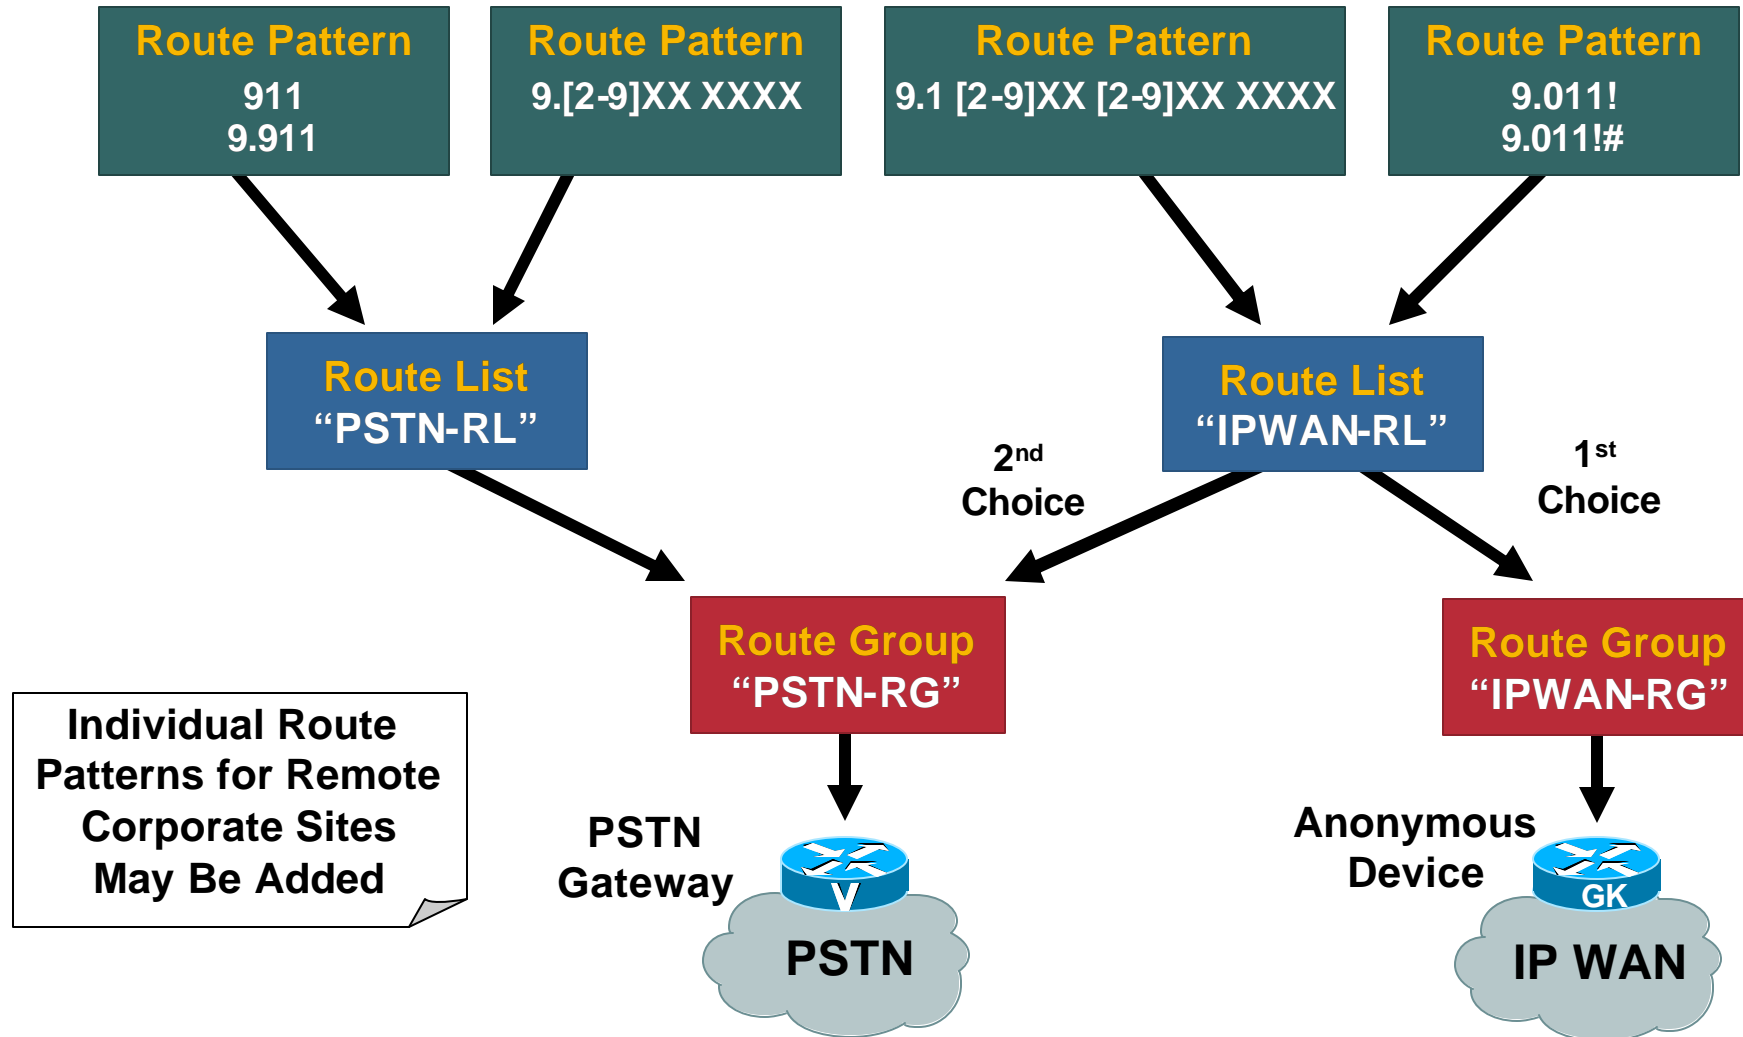 Route Pattern
911
9.911
Route Pattern
9.[2-9]XX XXXX
Route Pattern
9.1 [2-9]XX [2-9]XX XXXX
Route Pattern
9.011!
9.011!#
Route List
“PSTN-RL”
Route List
“IPWAN-RL”
2nd
Choice
1st
Choice
Route Group
“PSTN-RG”
Route Group
“IPWAN-RG”
Individual Route
Patterns for Remote
Corporate Sites
May Be Added
PSTN
Gateway
V
PSTN
Anonymous
Device
GK
IP WAN